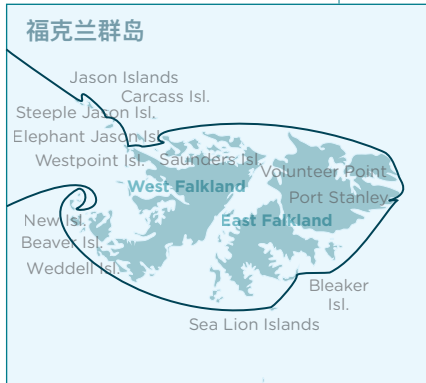 福克兰群岛
Jason Islands
Carcass Isl.
Steeple Jason Isl.
Elephant Jason Isl.
Westpoint Isl.
Saunders Isl.
Volunteer Point
West Falkland
Port Stanley
New Isl.
East Falkland
Beaver Isl.
Weddell Isl.
Bleaker
Isl.
Sea Lion Islands